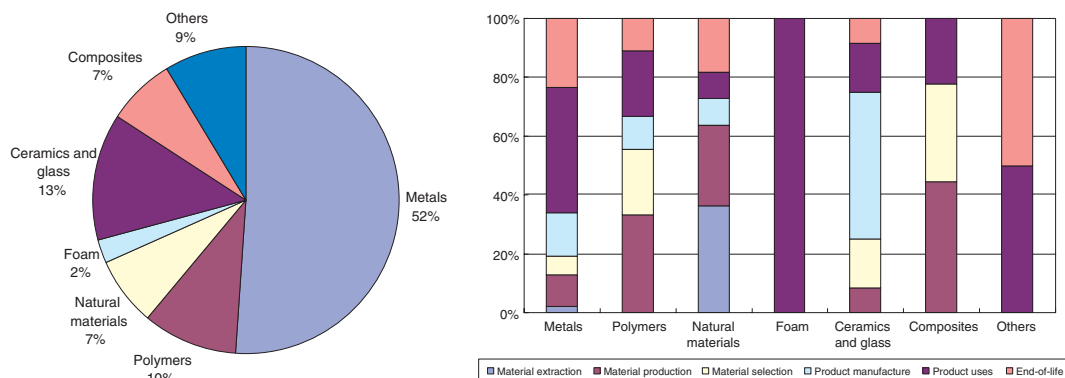 Others
9%
Composites
7%
Ceramics and
glass
13%
Metals
52%
Foam
2%
Natural
materials
7%
Polymers
100%
80%
60%
40%
20%
0%
Metals
Polymers
Natural
materials
Foam
Ceramics
and glass
Composites
Others
Material extraction
Material production
Material selection
Product manufacture
Product uses
End-of-life